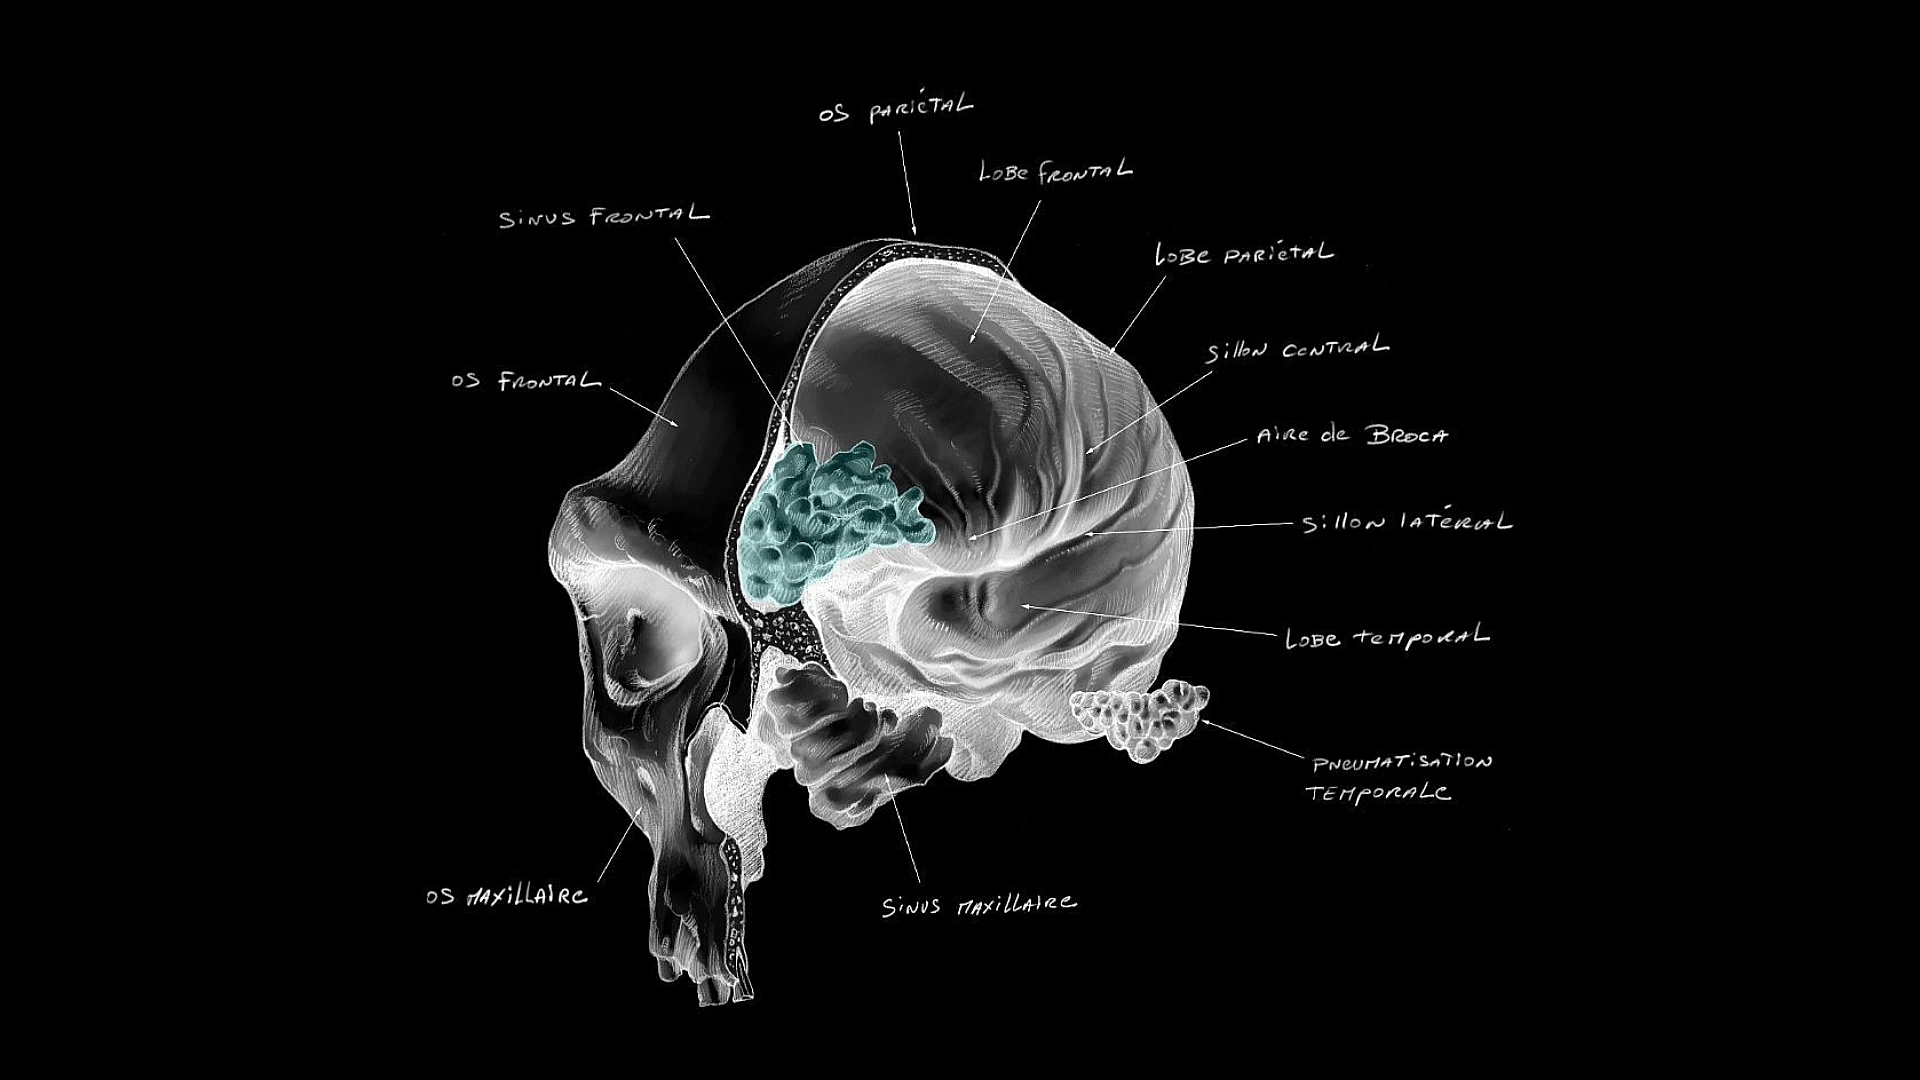 OS PARIÉTAL
LOBE FRONTAL
SINUS FRONTAL
LOBE PARIÉTAL
SILLON CENTRAL
OS FRONTAL
AIRE de BROCA
SILLON LATÉRAL
LOBE TEMPORAL
PNEUMATISATION
TEMPORALE
OS MAXILLAIRE
SINUS MAXILLAIRE